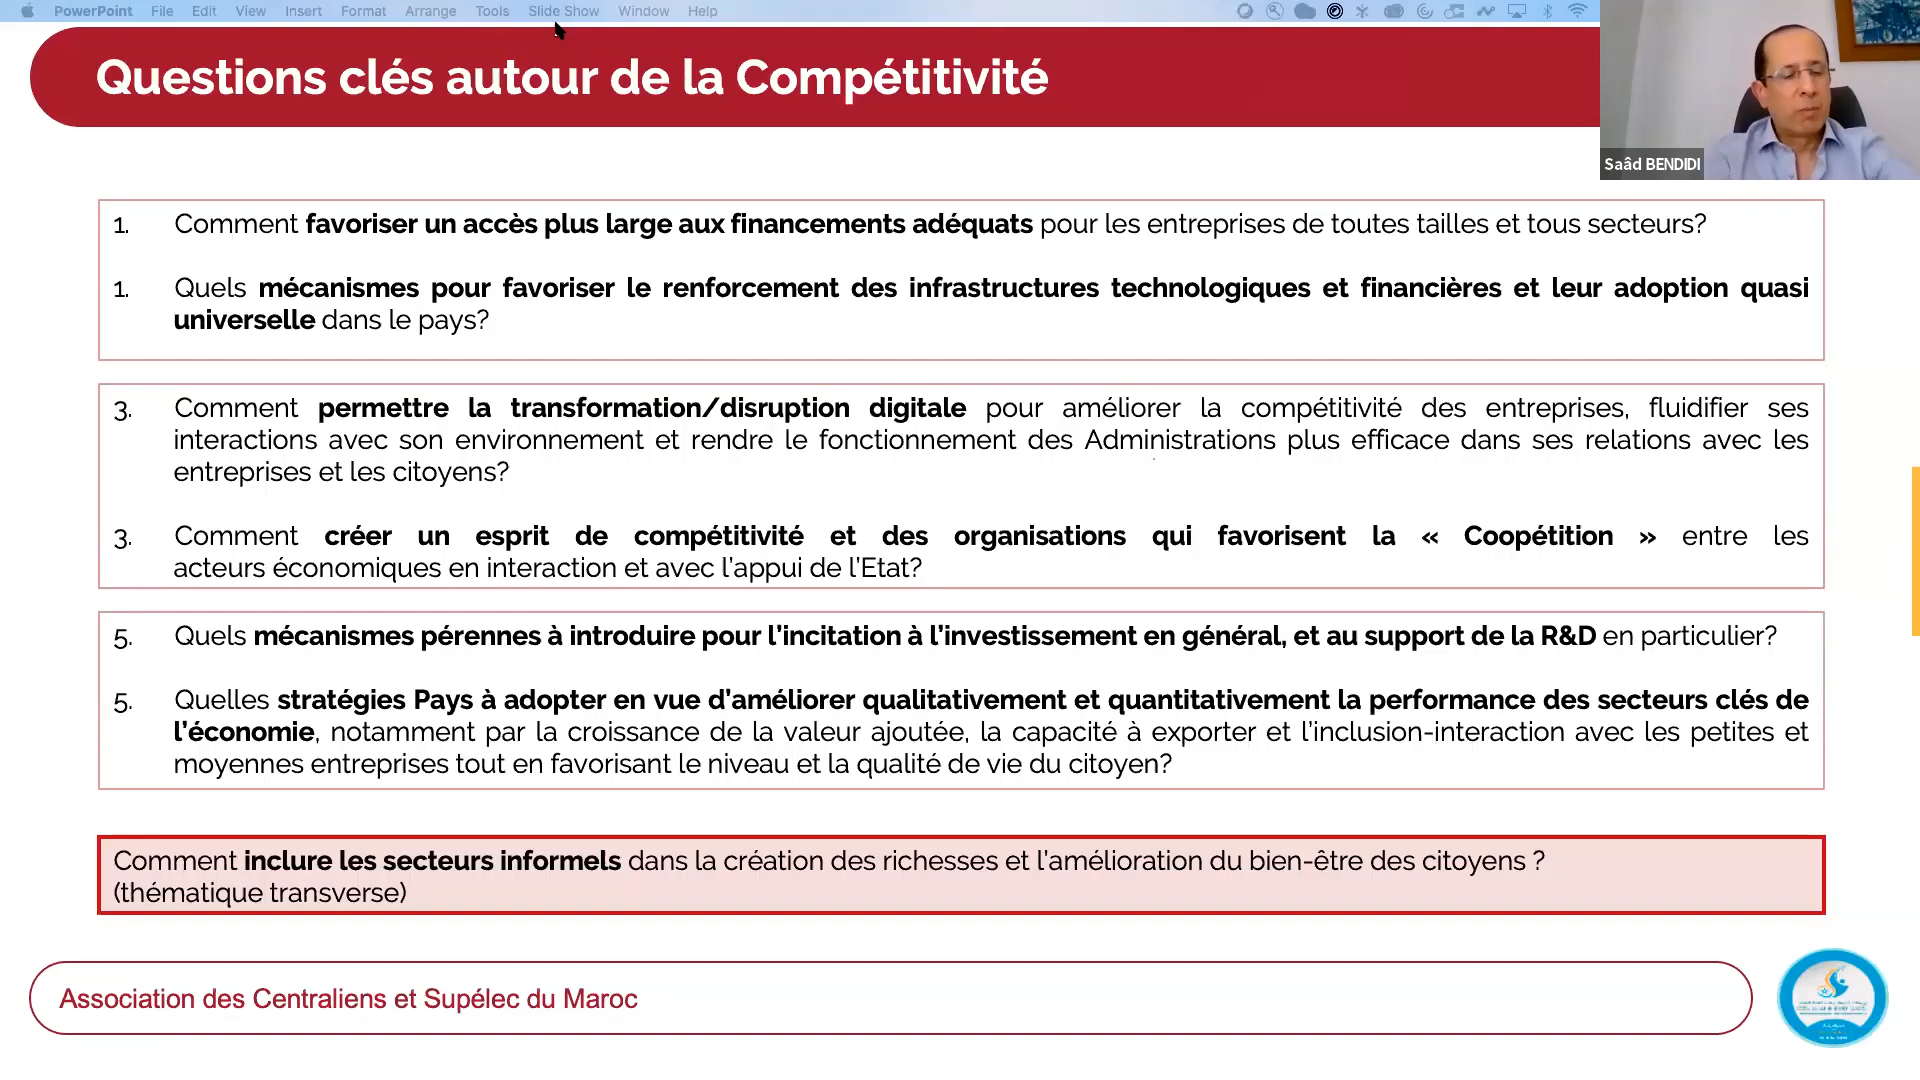 PowerPoint File Edit View Insert Format Arrange Tools Slide Show Window Help
Questions clés autour de la Compétitivité
Saâd BENDIDI
1. Comment favoriser un accès plus large aux financements adéquats pour les entreprises de toutes tailles et tous secteurs?
1. Quels mécanismes pour favoriser le renforcement des infrastructures technologiques et financières et leur adoption quasi
universelle dans le pays?
3. Comment permettre la transformation/disruption digitale pour améliorer la compétitivité des entreprises, fluidifier ses
interactions avec son environnement et rendre le fonctionnement des Administrations plus efficace dans ses relations avec les
entreprises et les citoyens?
3. Comment créer un esprit de compétitivité et des organisations qui favorisent la « Coopétition » entre les
acteurs économiques en interaction et avec l'appui de l'Etat?
5. Quels mécanismes pérennes à introduire pour l'incitation à l'investissement en général, et au support de la R&D en particulier?
5. Quelles stratégies Pays à adopter en vue d'améliorer qualitativement et quantitativement la performance des secteurs clés de
l'économie, notamment par la croissance de la valeur ajoutée, la capacité à exporter et l'inclusion-interaction avec les petites et
moyennes entreprises tout en favorisant le niveau et la qualité de vie du citoyen?
Comment inclure les secteurs informels dans la création des richesses et l'amélioration du bien-être des citoyens ?
(thématique transverse)
Association des Centraliens et Supélec du Maroc